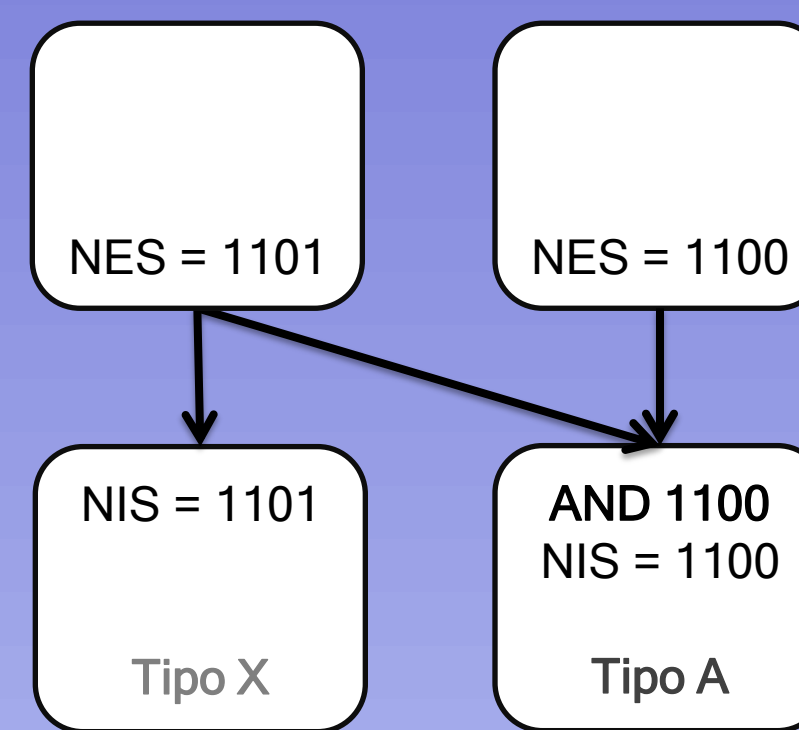 NES = 1101
NES = 1100
NIS = 1101
Tipo X
AND 1100
NIS = 1100
Tipo A